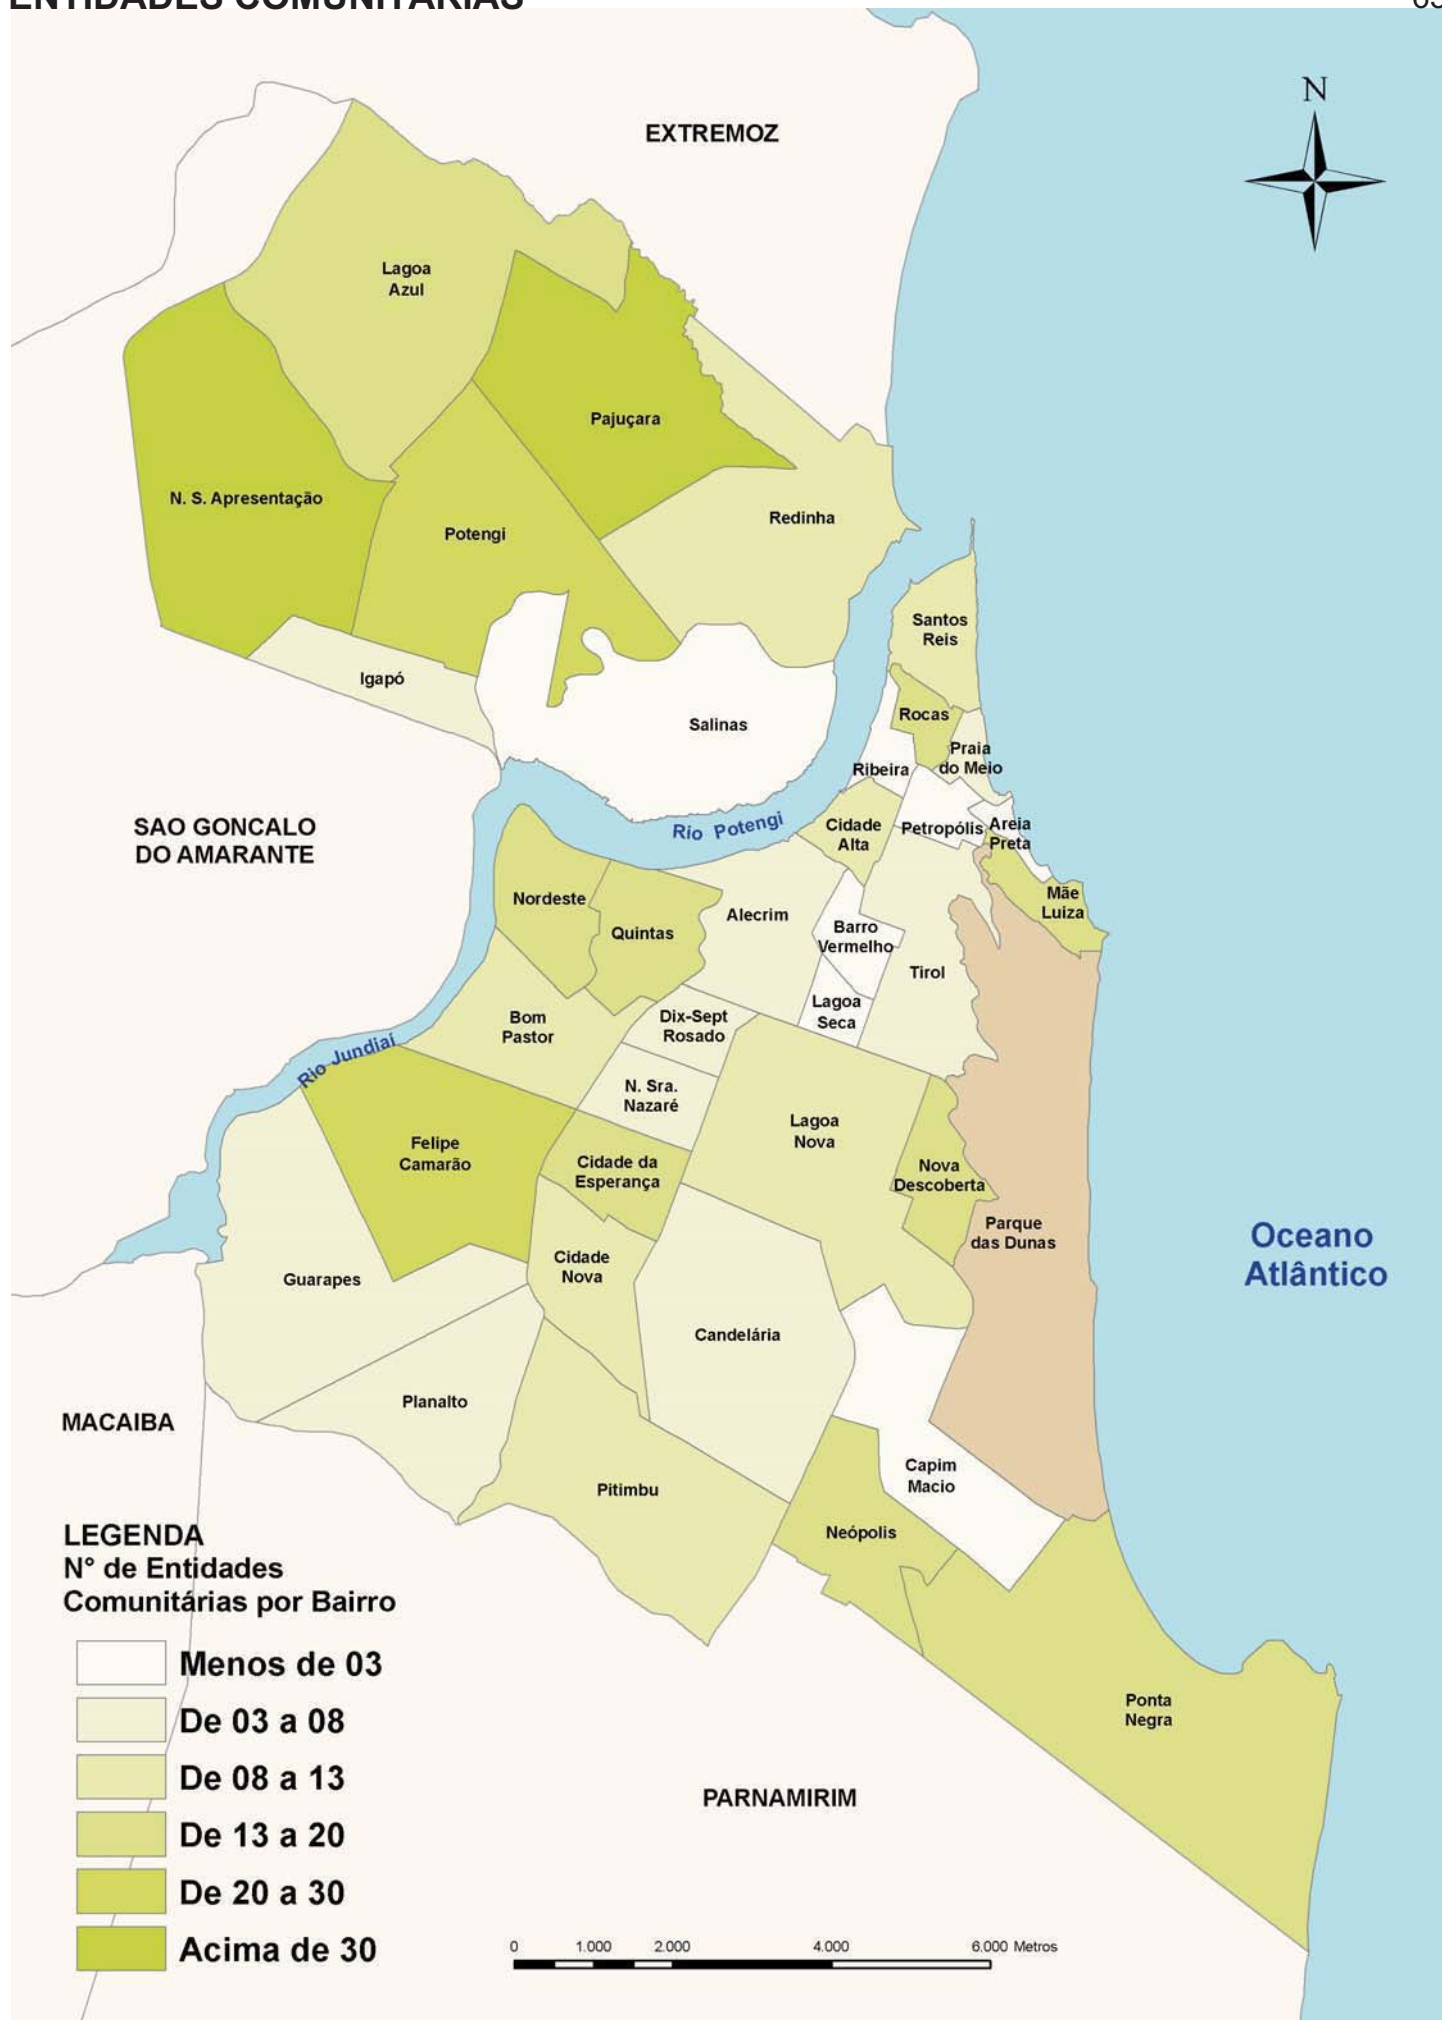 ENTIDADES COMUNITÁRIAS
N
EXTREMOZ
Lagoa
Azul
Pajuçara
N. S. Apresentação
Potengi
Redinha
Santos
Reis
Igapó
Salinas
Rocas
Praia
do Meio
Ribeira
SAO GONCALO
DO AMARANTE
Rio Potengi
Cidade
Alta
Petropólis
Areia
Preta
Nordeste
Quintas
Alecrim
Mãe
Luiza
Barro
Vermelho
Tirol
Lagoa
Seca
Bom
Pastor
Dix-Sept
Rosado
Rio Jundiaí
N. Sra.
Nazaré
Lagoa
Nova
Felipe
Camarão
Cidade da
Esperança
Nova
Descoberta
Parque
das Dunas
Oceano
Atlântico
Guarapes
Cidade
Nova
Candelária
Planalto
MACAIBA
Capim
Macio
Pitimbu
Neópolis
Ponta
Negra
PARNAMIRIM
LEGENDA
N° de Entidades
Comunitárias por Bairro
Menos de 03
De 03 a 08
De 08 a 13
De 13 a 20
De 20 a 30
Acima de 30
0 1.000 2.000 4.000 6.000 Metros